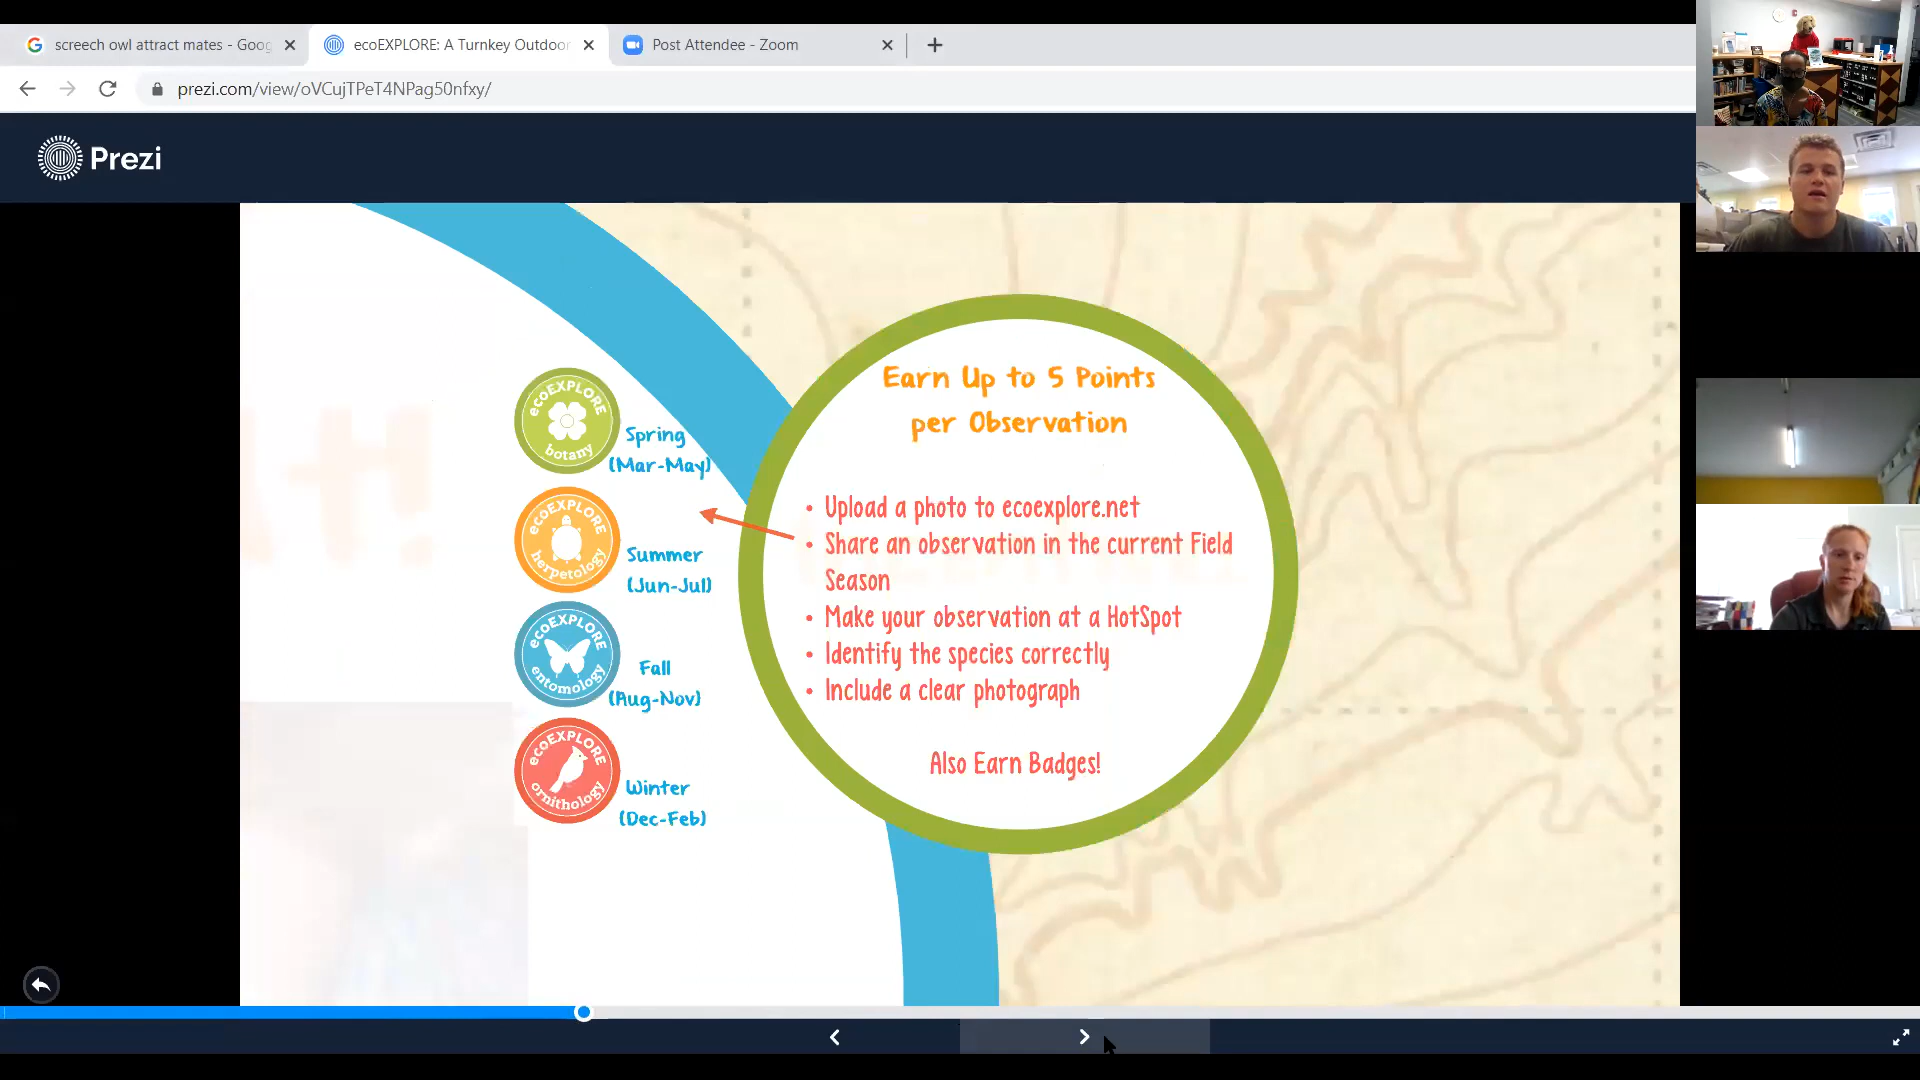 screech owl attract mates - Goog
ecoEXPLORE: A Turnkey Outdoor
Post Attendee - Zoom
prezi.com/view/oVCujTPeT4NPag50nfxy/
Prezi
Earn Up to 5 Points
per Observation
• Upload a photo to ecoexplore.net
• Share an observation in the current Field
Season
• Make your observation at a HotSpot
• Identify the species correctly
• Include a clear photograph
Also Earn Badges!
ecoEXPLORE
botany
Spring
(Mar-May)
ecoEXPLORE
herpetology
Summer
(Jun-Jul)
ecoEXPLORE
entomology
Fall
(Aug-Nov)
ecoEXPLORE
ornithology
Winter
(Dec-Feb)